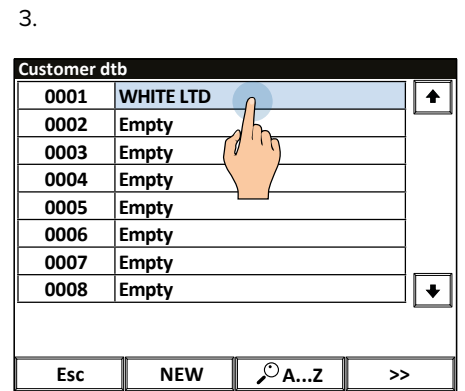 3.
Customer dtb
0001 WHITE LTD
0002 Empty
0003 Empty
0004 Empty
0005 Empty
0006 Empty
0007 Empty
0008 Empty
Esc NEW A...Z >>